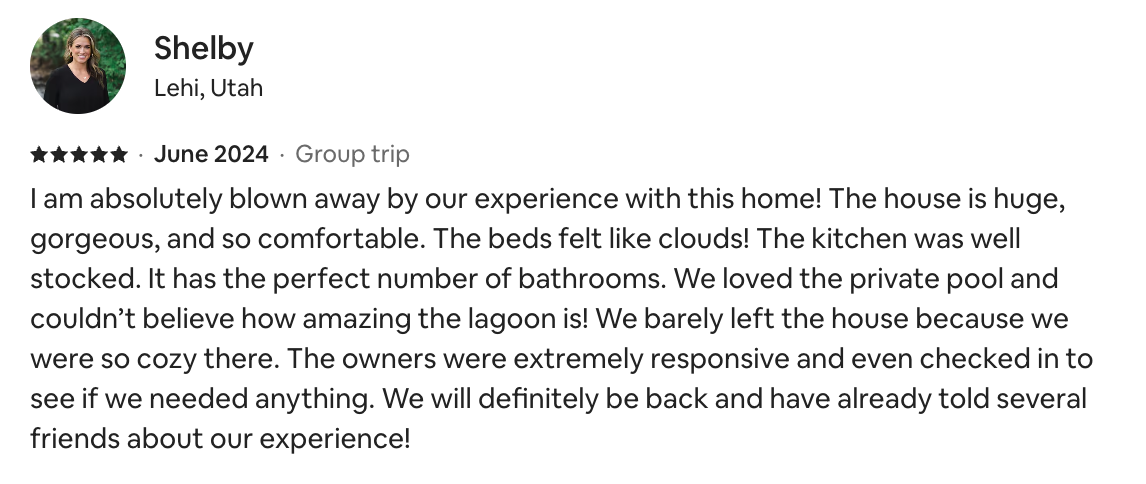 Shelby
Lehi, Utah
★★★★★ · June 2024 · Group trip
I am absolutely blown away by our experience with this home! The house is huge,
gorgeous, and so comfortable. The beds felt like clouds! The kitchen was well
stocked. It has the perfect number of bathrooms. We loved the private pool and
couldn’t believe how amazing the lagoon is! We barely left the house because we
were so cozy there. The owners were extremely responsive and even checked in to
see if we needed anything. We will definitely be back and have already told several
friends about our experience!